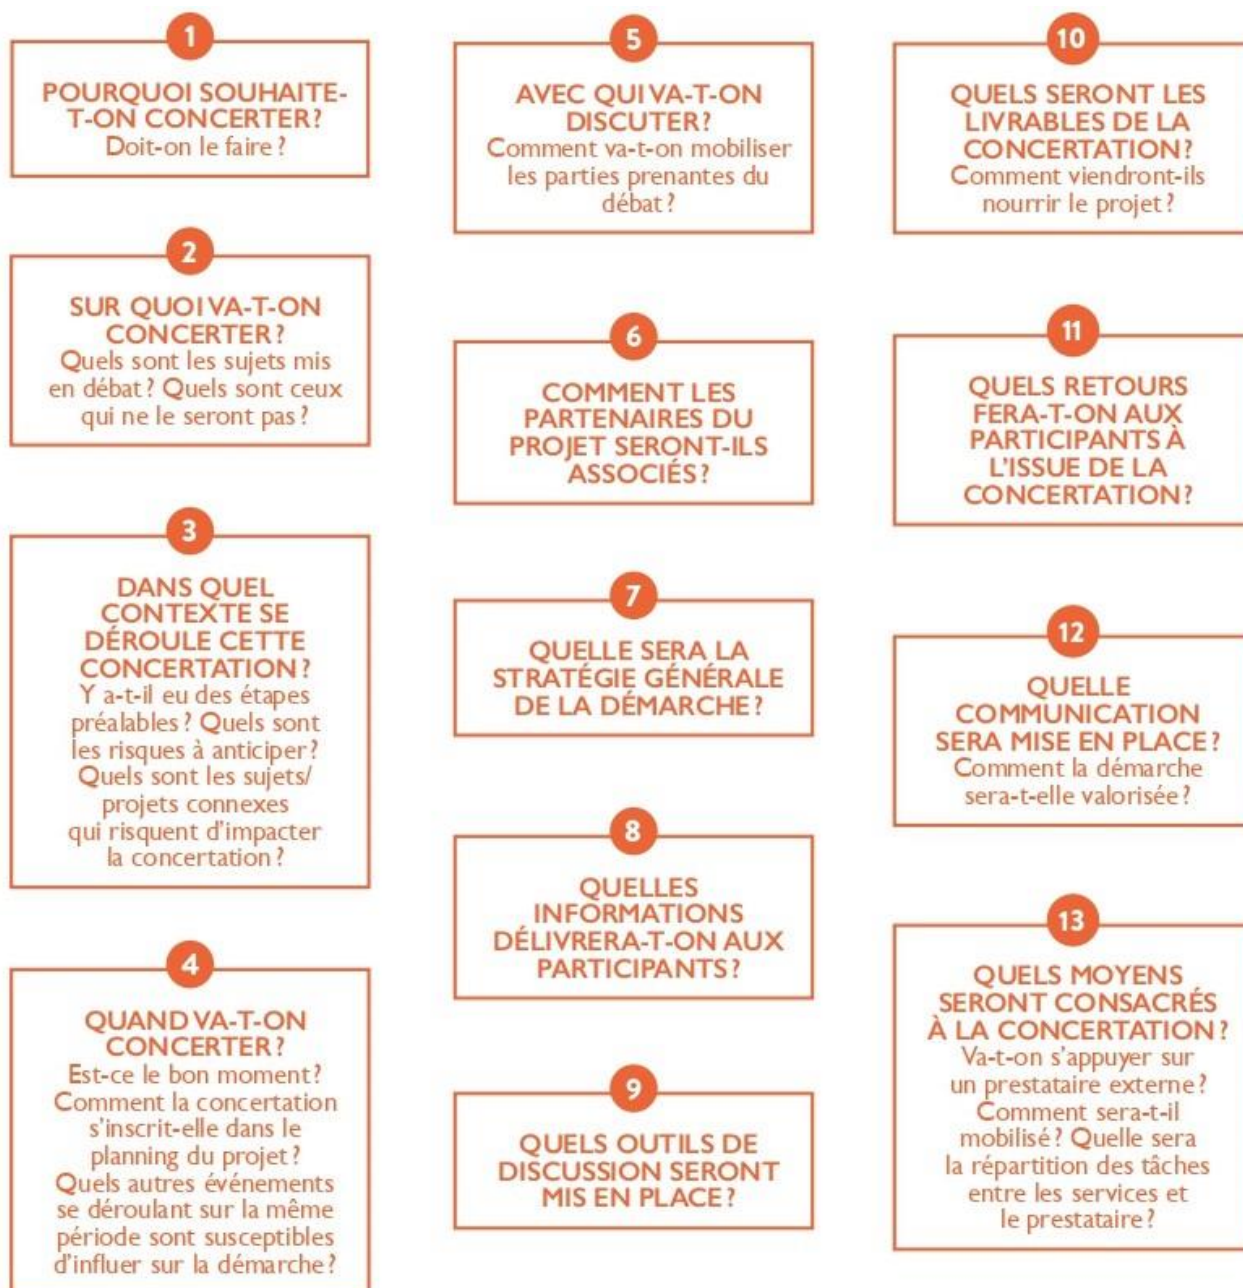 1
POURQUOI SOUHAITE-
T-ON CONCERTER ?
Doit-on le faire ?
2
SUR QUOI VA-T-ON
CONCERTER ?
Quels sont les sujets mis
en débat ? Quels sont ceux
qui ne le seront pas ?
3
DANS QUEL
CONTEXTE SE
DÉROULE CETTE
CONCERTATION ?
Y a-t-il eu des étapes
préalables ? Quels sont
les risques à anticiper ?
Quels sont les sujets/
projets connexes
qui risquent d’impacter
la concertation ?
4
QUAND VA-T-ON
CONCERTER ?
Est-ce le bon moment ?
Comment la concertation
s’inscrit-elle dans le
planning du projet ?
Quels autres événements
se déroulant sur la même
période sont susceptibles
d’influer sur la démarche ?
5
AVEC QUI VA-T-ON
DISCUTER ?
Comment va-t-on mobiliser
les parties prenantes du
débat ?
6
COMMENT LES
PARTENAIRES DU
PROJET SERONT-ILS
ASSOCIÉS ?
7
QUELLE SERA LA
STRATÉGIE GÉNÉRALE
DE LA DÉMARCHE ?
8
QUELLES
INFORMATIONS
DÉLIVRERA-T-ON AUX
PARTICIPANTS ?
9
QUELS OUTILS DE
DISCUSSION SERONT
MIS EN PLACE ?
10
QUELS SERONT LES
LIVRABLES DE LA
CONCERTATION ?
Comment viendront-ils
nourrir le projet ?
11
QUELS RETOURS
FERA-T-ON AUX
PARTICIPANTS À
L’ISSUE DE LA
CONCERTATION ?
12
QUELLE
COMMUNICATION
SERA MISE EN PLACE ?
Comment la démarche
sera-t-elle valorisée ?
13
QUELS MOYENS
SERONT CONSACRÉS
À LA CONCERTATION ?
Va-t-on s’appuyer sur
un prestataire externe ?
Comment sera-t-il
mobilisé ? Quelle sera
la répartition des tâches
entre les services et
le prestataire ?